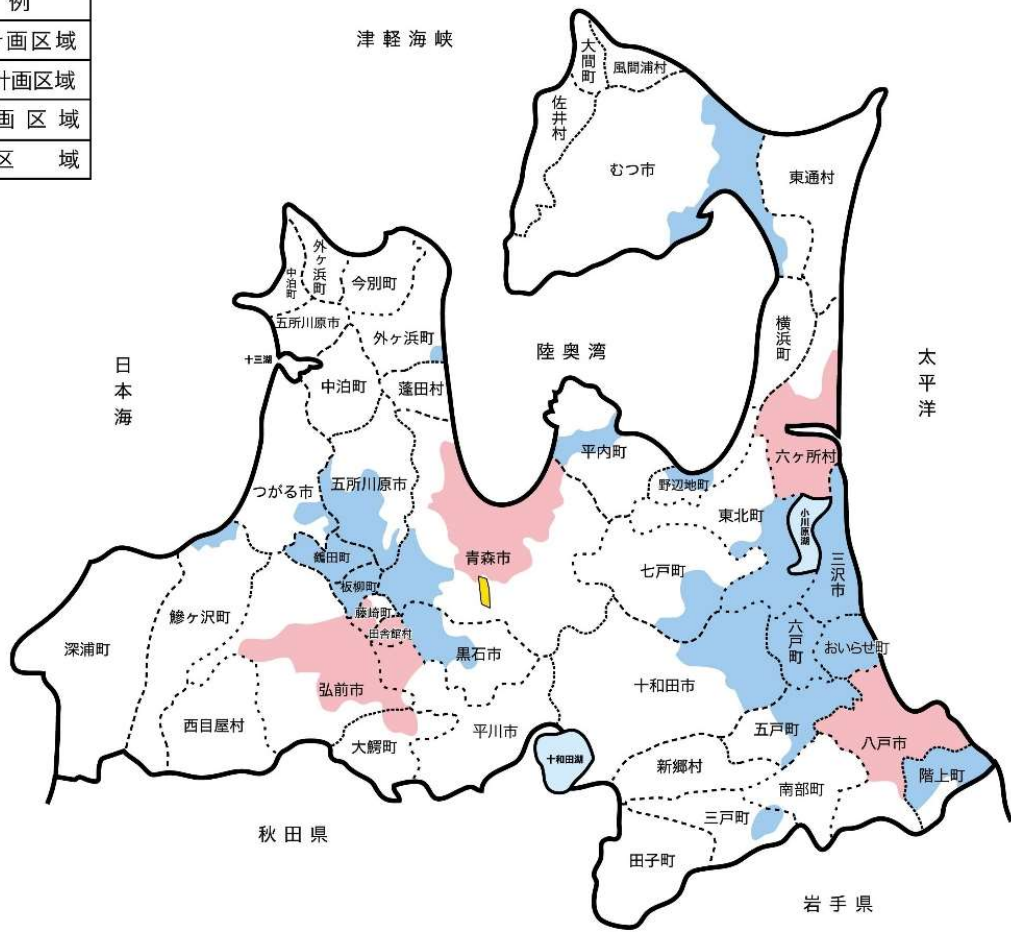 例
画区域
計画区域
画区域
区域
津軽海峡
大間町
風間浦村
佐井村
むつ市
東通村
外ヶ浜町
中泊町
今別町
五所川原市
外ヶ浜町
横浜町
十三湖
陸奥湾
日本海
太平洋
中泊町
蓬田村
平内町
六ヶ所村
つがる市
五所川原市
野辺地町
東北町
小川原湖
青森市
鶴田町
七戸町
三沢市
板柳町
藤崎町
鰺ヶ沢町
田舎館村
六戸町
おいらせ町
深浦町
黒石市
弘前市
十和田市
西目屋村
平川市
大鰐町
五戸町
八戸市
十和田湖
新郷村
階上町
南部町
三戸町
秋田県
田子町
岩手県